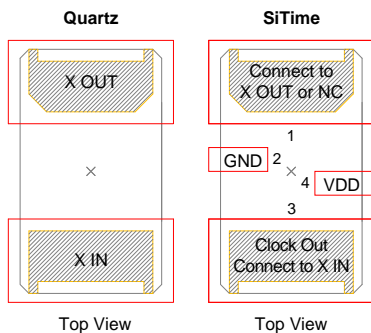 Quartz
SiTime
X OUT
Connect to
X OUT or NC
1
GND
2
4
VDD
3
X IN
Clock Out
Connect to X IN
Top View
Top View